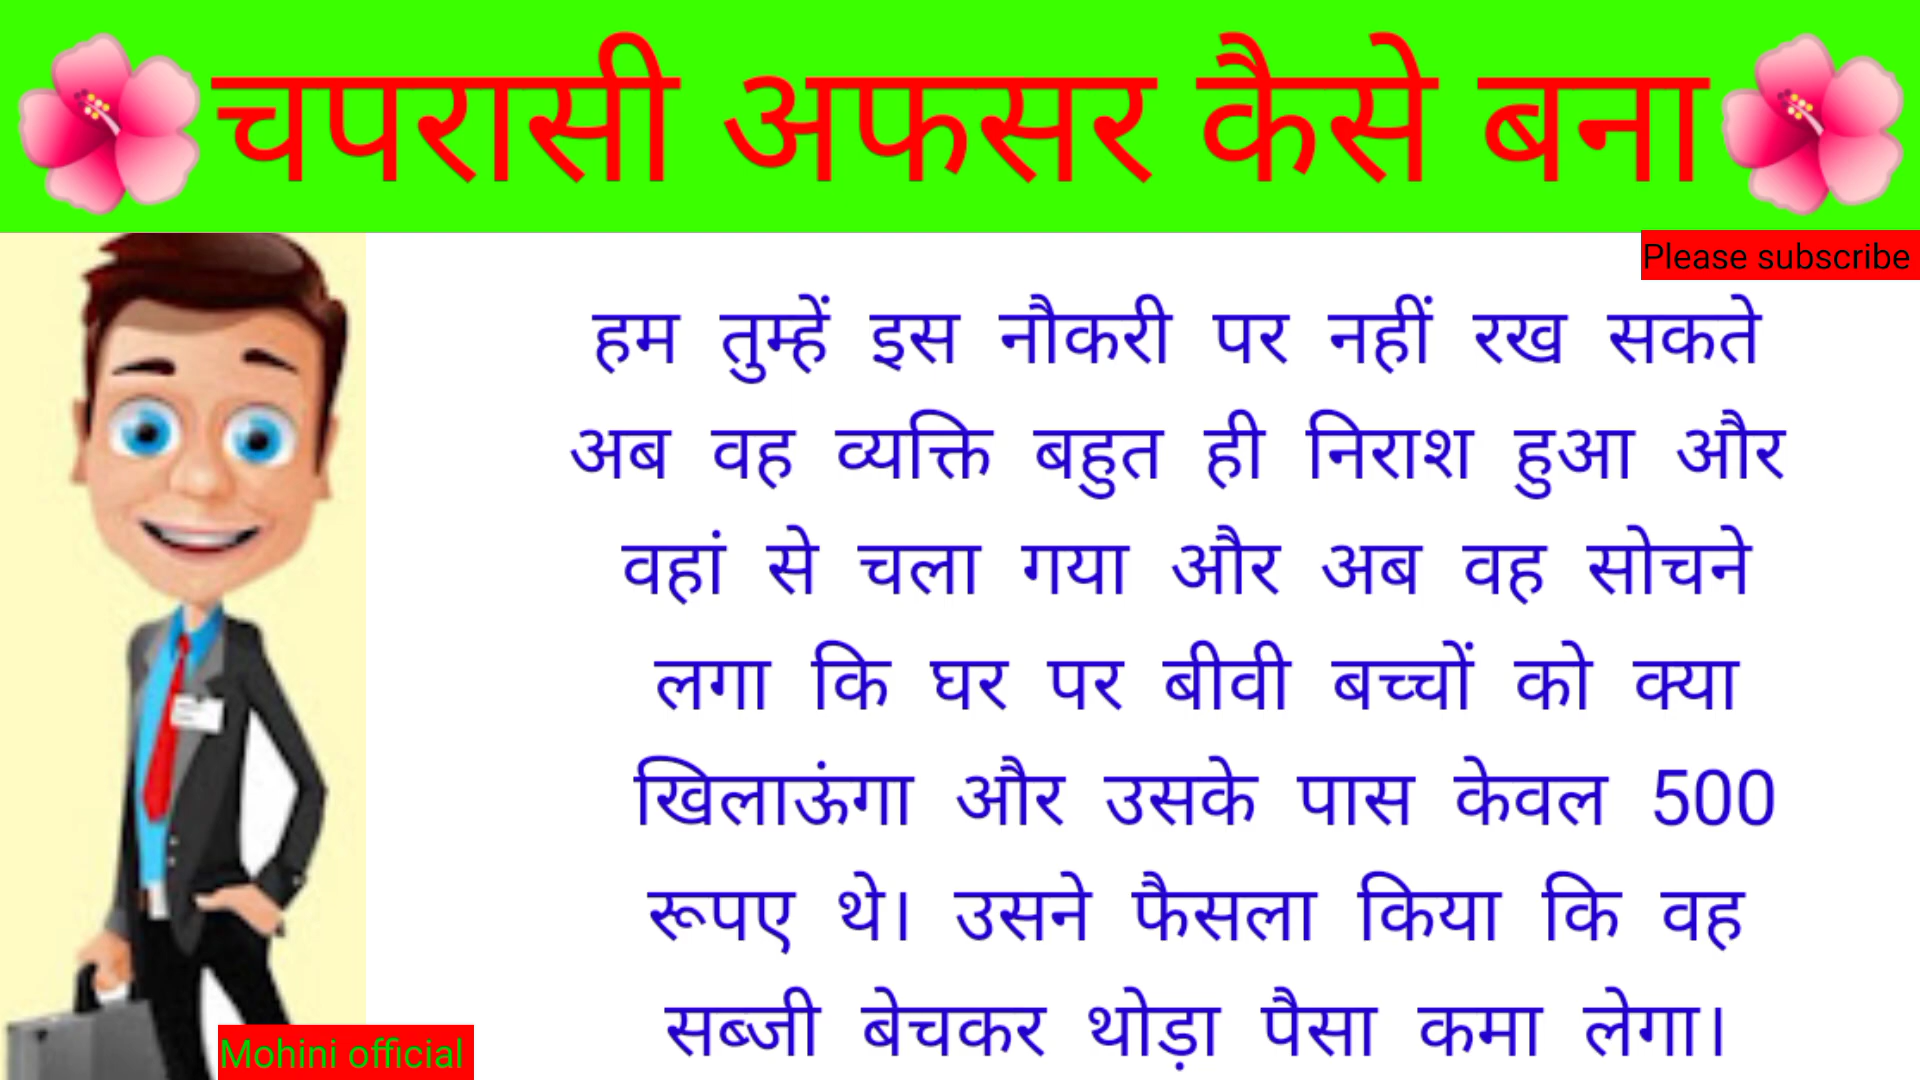 चपरासी अफसर कैसे बना
Please subscribe
हम तुम्हें इस नौकरी पर नहीं रख सकते
अब वह व्यक्ति बहुत ही निराश हुआ और
वहां से चला गया और अब वह सोचने
लगा कि घर पर बीवी बच्चों को क्या
खिलाऊंगा और उसके पास केवल 500
रूपए थे। उसने फैसला किया कि वह
सब्जी बेचकर थोड़ा पैसा कमा लेगा।
Mohini official